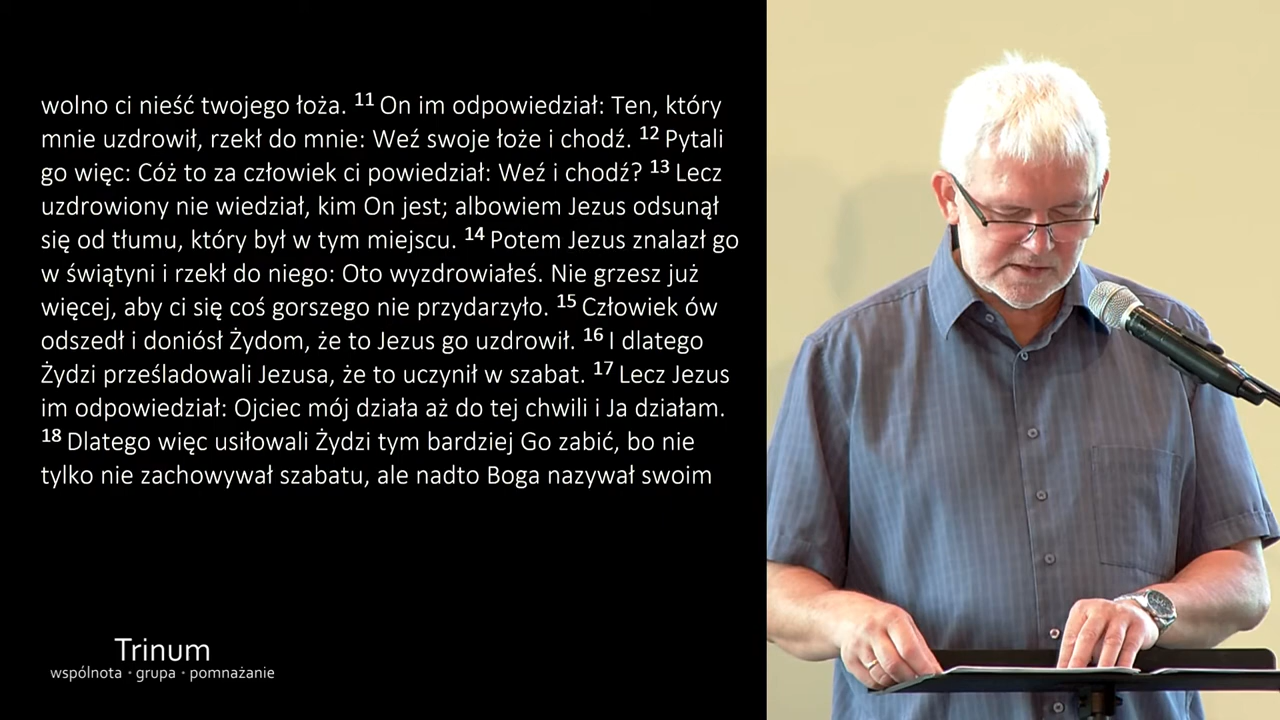 wolno ci nieść twojego łoża. 11 On im odpowiedział: Ten, który
mnie uzdrowił, rzekł do mnie: Weź swoje łoże i chodź. 12 Pytali
go więc: Cóż to za człowiek ci powiedział: Weź i chodź? 13 Lecz
uzdrowiony nie wiedział, kim On jest; albowiem Jezus odsunął
się od tłumu, który był w tym miejscu. 14 Potem Jezus znalazł go
w świątyni i rzekł do niego: Oto wyzdrowiałeś. Nie grzesz już
więcej, aby ci się coś gorszego nie przydarzyło. 15 Człowiek ów
odszedł i doniósł Żydom, że to Jezus go uzdrowił. 16 I dlatego
Żydzi prześladowali Jezusa, że to uczynił w szabat. 17 Lecz Jezus
im odpowiedział: Ojciec mój działa aż do tej chwili i Ja działam.
18 Dlatego więc usiłowali Żydzi tym bardziej Go zabić, bo nie
tylko nie zachowywał szabatu, ale nadto Boga nazywał swoim
Trinum
wspólnota · grupa · pomnażanie